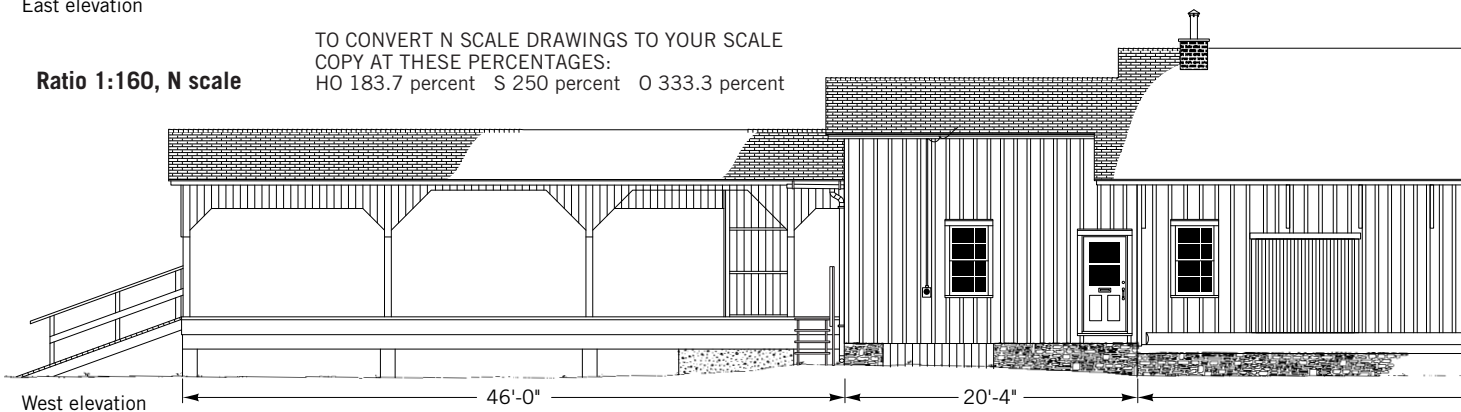 East elevation
TO CONVERT N SCALE DRAWINGS TO YOUR SCALE
COPY AT THESE PERCENTAGES:
HO 183.7 percent S 250 percent O 333.3 percent
Ratio 1:160, N scale
46'-0"
20'-4"
West elevation